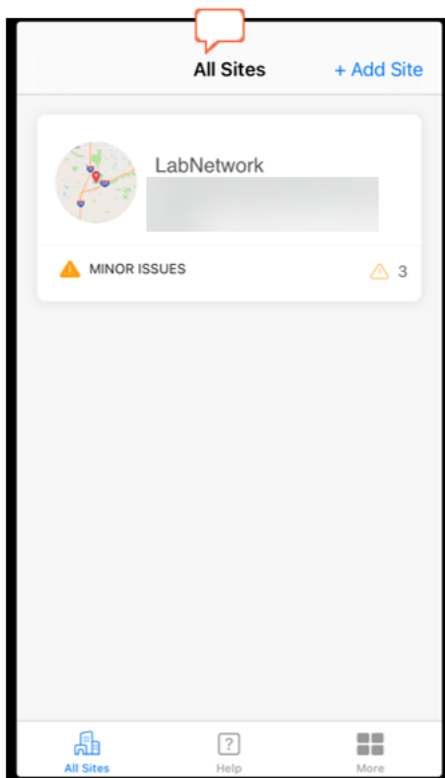 All Sites
+ Add Site
LabNetwork
MINOR ISSUES
3
All Sites
Help
More